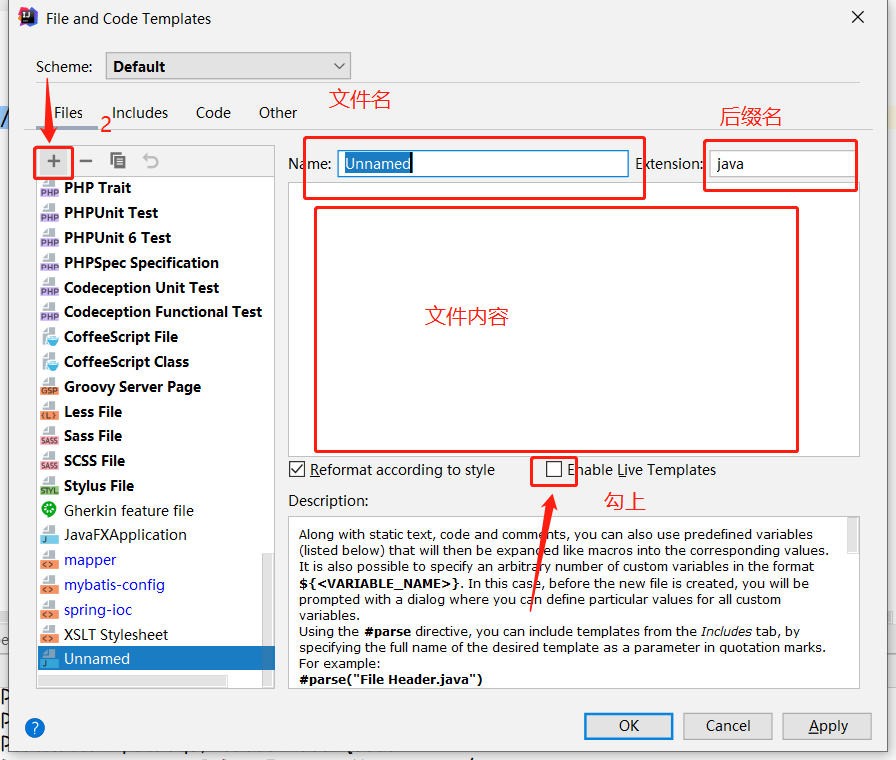 File and Code Templates
Scheme: Default
文件名
Files Includes Code Other
2
后缀名
Name: Unnamed Extension: java
PHP Trait
PHPUnit Test
PHPUnit 6 Test
PHPSpec Specification
Codeception Unit Test
Codeception Functional Test
CoffeeScript File
CoffeeScript Class
Groovy Server Page
Less File
Sass File
SCSS File
Stylus File
Gherkin feature file
JavaFXApplication
mapper
mybatis-config
spring-ioc
XSLT Stylesheet
Unnamed
文件内容
Reformat according to style Enable Live Templates
勾上
Description:
Along with static text, code and comments, you can also use predefined variables
(listed below) that will then be expanded like macros into the corresponding values.
It is also possible to specify an arbitrary number of custom variables in the format
${<VARIABLE_NAME>}. In this case, before the new file is created, you will be
prompted with a dialog where you can define particular values for all custom
variables.
Using the #parse directive, you can include templates from the Includes tab, by
specifying the full name of the desired template as a parameter in quotation marks.
For example:
#parse("File Header.java")
?
OK Cancel Apply